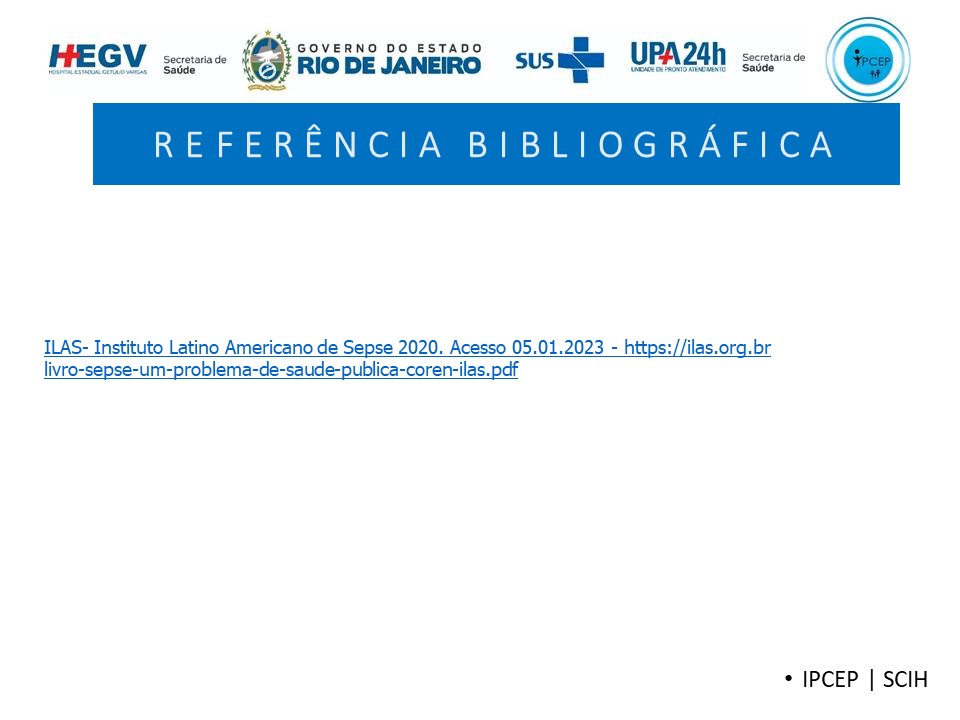 HEGV
HOSPITAL ESTADUAL GETÚLIO VARGAS
Secretaria de
Saúde
GOVERNO DO ESTADO
RIO DE JANEIRO
SUS
UPA24h
UNIDADE DE PRONTO ATENDIMENTO
Secretaria de
Saúde
IPCEP
REFERÊNCIA BIBLIOGRÁFICA
ILAS- Instituto Latino Americano de Sepse 2020. Acesso 05.01.2023 - https://ilas.org.br
livro-sepse-um-problema-de-saude-publica-coren-ilas.pdf
• IPCEP | SCIH